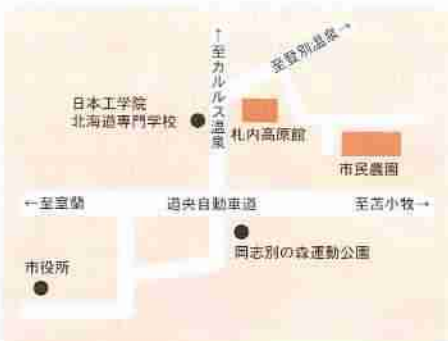 ↑至カルルス温泉
至登別温泉→
日本工学院
北海道専門学校
札内高原館
市民農園
←至室蘭
道央自動車道
至苫小牧→
岡志別の森運動公園
市役所